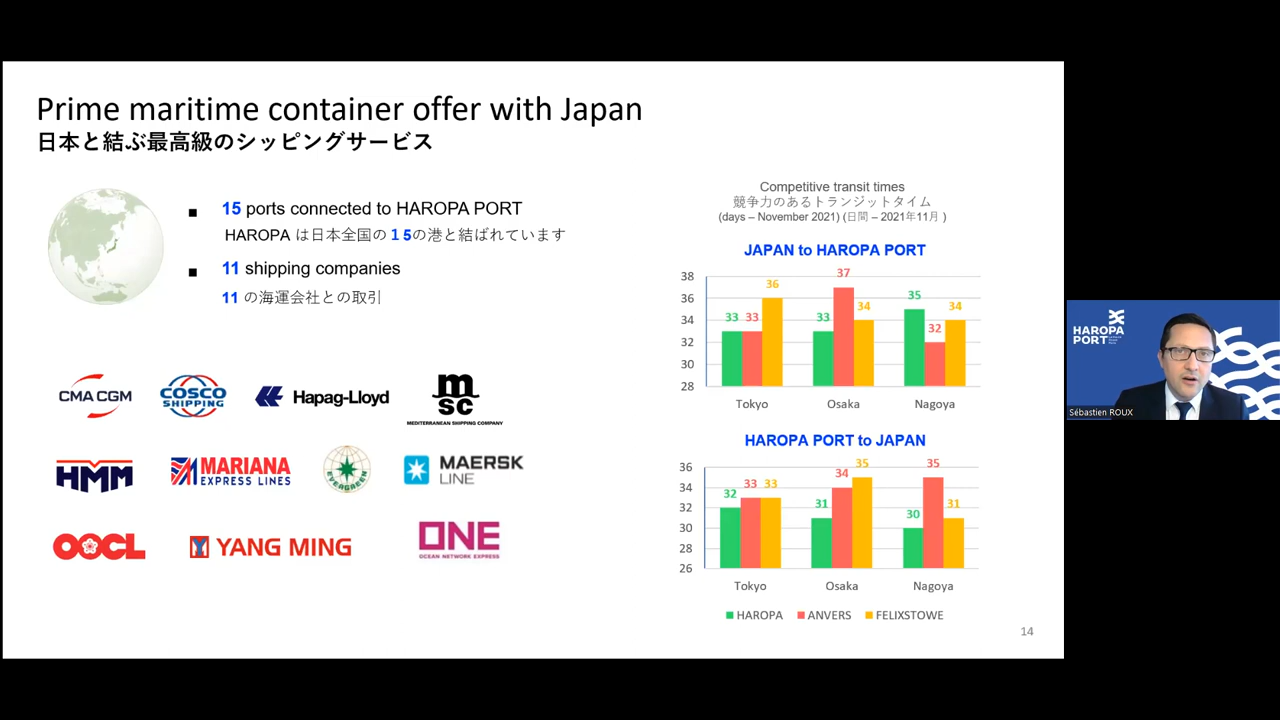 Prime maritime container offer with Japan
日本と結ぶ最高級のシッピングサービス
15 ports connected to HAROPA PORT
HAROPA は日本全国の１5の港と結ばれています
11 shipping companies
11 の海運会社との取引
CMA CGM
COSCO
SHIPPING
Hapag-Lloyd
msc
MEDITERRANEAN SHIPPING COMPANY
HMM
MARIANA
EXPRESS LINES
EVERGREEN
MAERSK
LINE
OOCL
YANG MING
ONE
OCEAN NETWORK EXPRESS
Competitive transit times
競争力のあるトランジットタイム
(days – November 2021) (日間 – 2021年11月 )
JAPAN to HAROPA PORT
38
36
34
32
30
28
33 33 36
33 37 34
35 32 34
Tokyo Osaka Nagoya
HAROPA PORT to JAPAN
36
34
32
30
28
26
32 33 33
31 34 35
30 35 31
Tokyo Osaka Nagoya
HAROPA ANVERS FELIXSTOWE
14
HAROPA
PORT
Sébastien ROUX